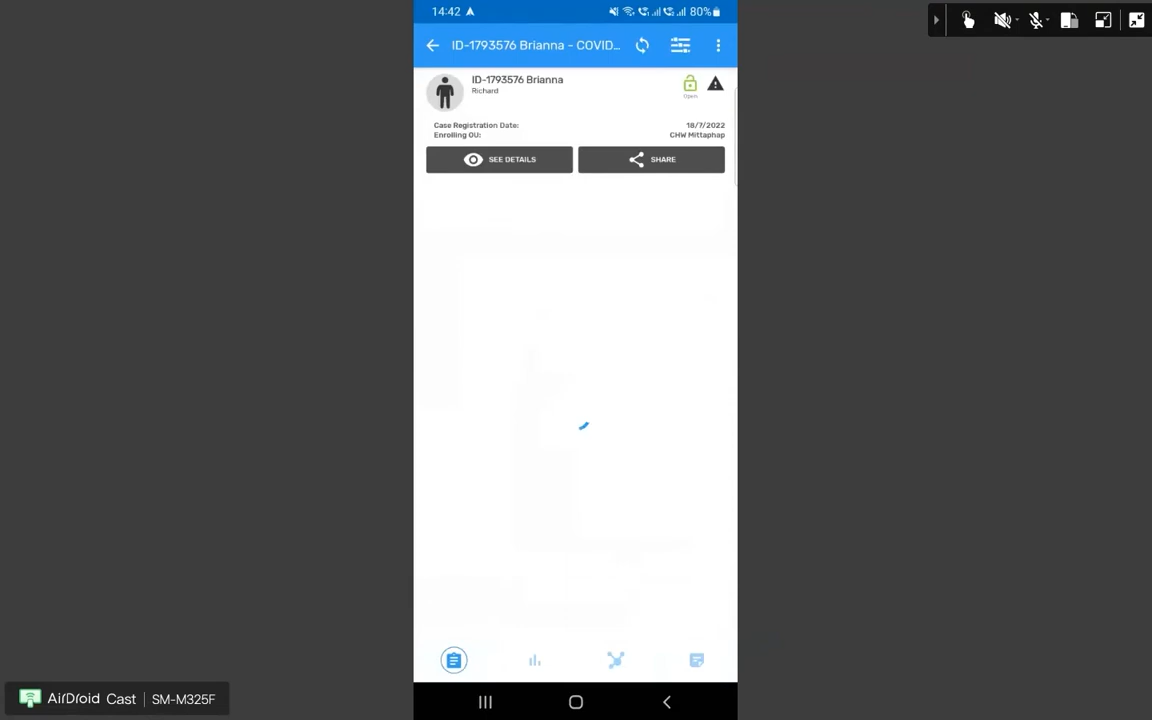 14:42
80%
ID-1793576 Brianna - COVID...
ID-1793576 Brianna
Richard
Open
Case Registration Date:
18/7/2022
Enrolling OU:
CHW Mittaphap
SEE DETAILS
SHARE
AirDroid Cast
SM-M325F